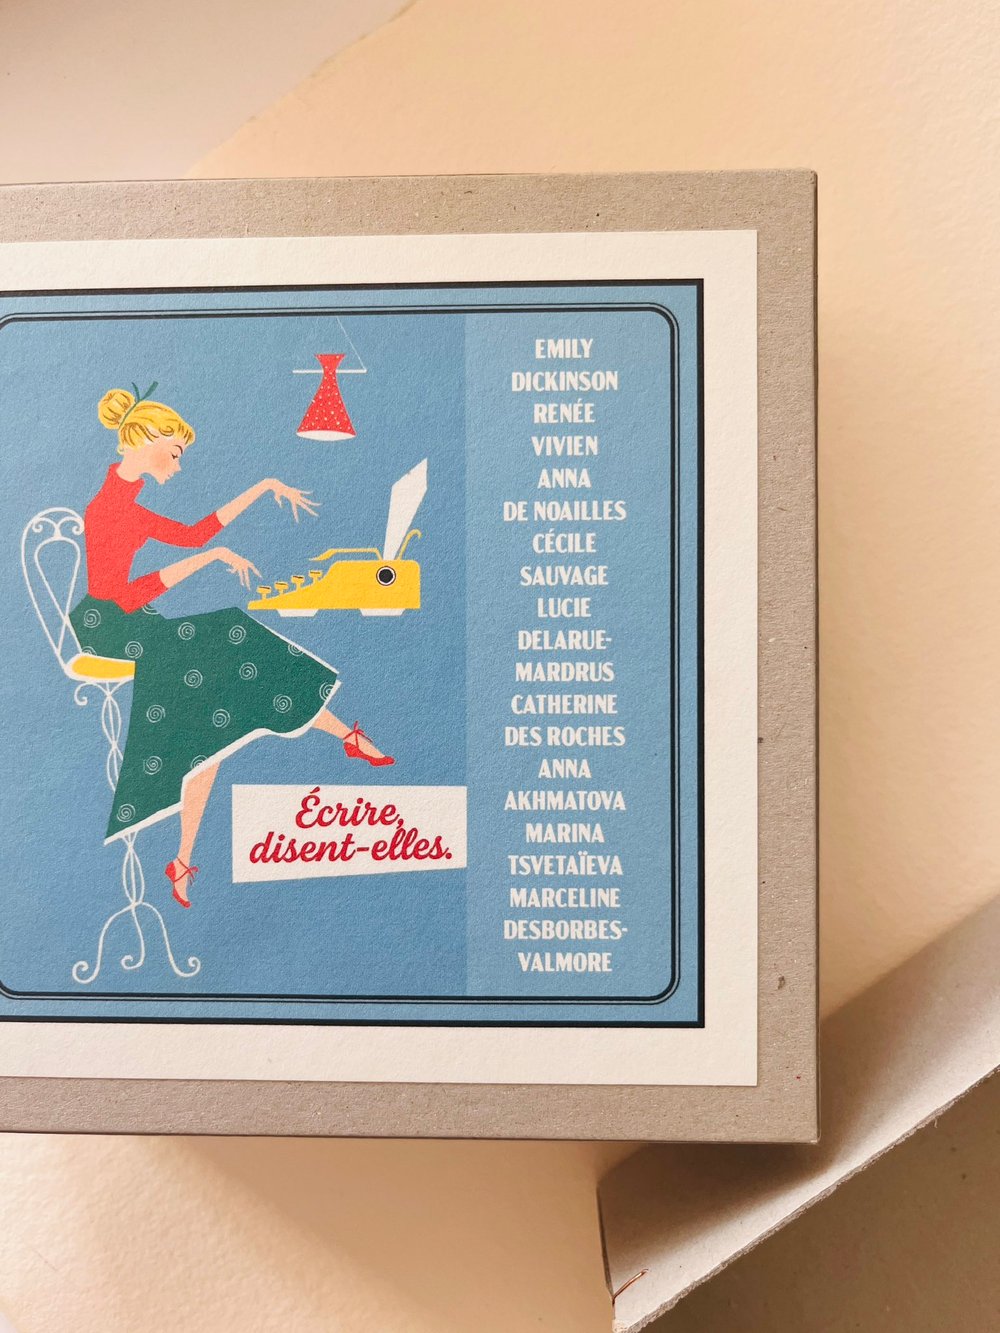 Écrire,
disent-elles.
EMILY
DICKINSON
RENÉE
VIVIEN
ANNA
DE NOAILLES
CÉCILE
SAUVAGE
LUCIE
DELARUE-
MARDRUS
CATHERINE
DES ROCHES
ANNA
AKHMATOVA
MARINA
TSVETAÏEVA
MARCELINE
DESBORBES-
VALMORE